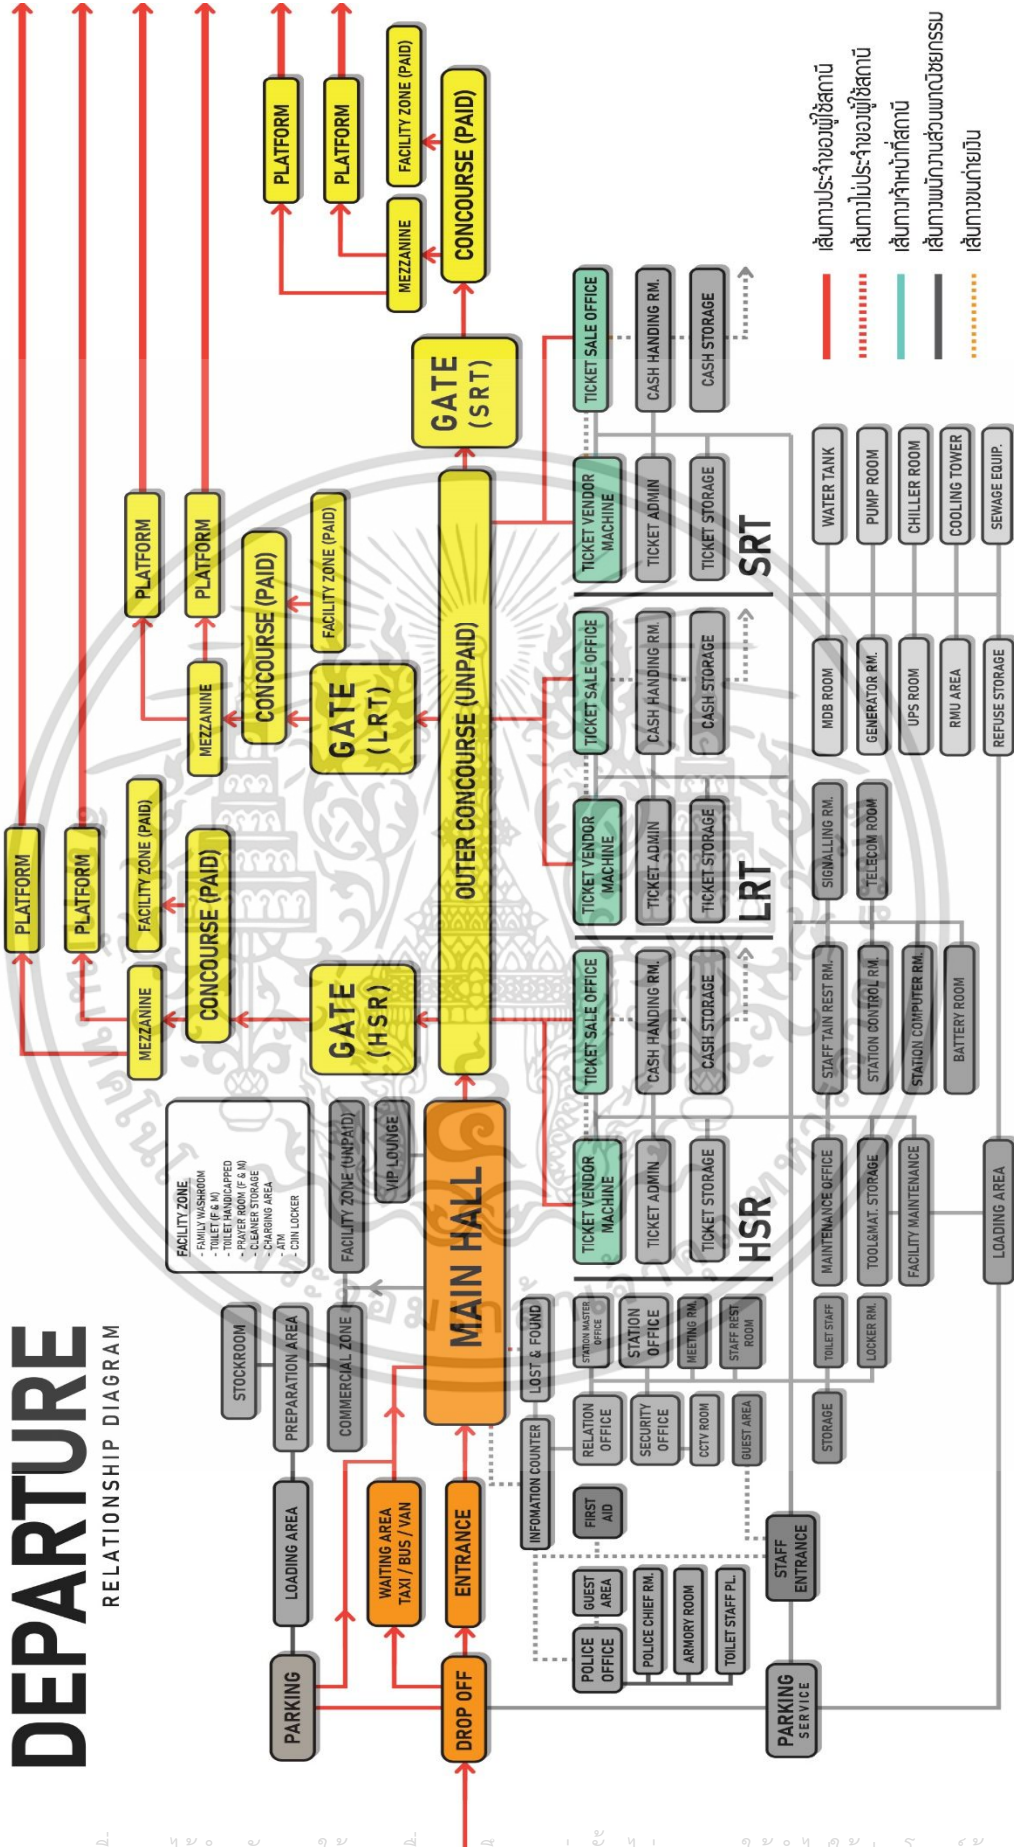 DEPARTURE
RELATIONSHIP DIAGRAM
PARKING
LOADING AREA
STOCKROOM
PREPARATION AREA
COMMERCIAL ZONE
FACILITY ZONE
- FAMILY WASHROOM
- TOILET (F & M)
- TOILET HANDICAPPED
- PRAYER ROOM (F & M)
- CLEANER STORAGE
- CHARGING AREA
- ATM
- COIN LOCKER
FACILITY ZONE (UNPAID)
VIP LOUNGE
DROP OFF
WAITING AREA
TAXI / BUS / VAN
ENTRANCE
MAIN HALL
OUTER CONCOURSE (UNPAID)
GATE
(HSR)
CONCOURSE (PAID)
MEZZANINE
FACILITY ZONE (PAID)
PLATFORM
PLATFORM
GATE
(LRT)
CONCOURSE (PAID)
FACILITY ZONE (PAID)
MEZZANINE
PLATFORM
PLATFORM
GATE
(SRT)
CONCOURSE (PAID)
MEZZANINE
FACILITY ZONE (PAID)
PLATFORM
PLATFORM
INFOMATION COUNTER
LOST & FOUND
POLICE
OFFICE
GUEST
AREA
FIRST
AID
POLICE CHIEF RM.
ARMORY ROOM
TOILET STAFF PL.
RELATION
OFFICE
SECURITY
OFFICE
CCTV ROOM
GUEST AREA
STATION MASTER
OFFICE
STATION
OFFICE
MEETING RM.
STAFF REST
ROOM
STORAGE
TOILET STAFF
LOCKER RM.
PARKING
SERVICE
STAFF
ENTRANCE
TICKET VENDOR
MACHINE
TICKET SALE OFFICE
TICKET ADMIN
CASH HANDING RM.
TICKET STORAGE
CASH STORAGE
HSR
TICKET VENDOR
MACHINE
TICKET SALE OFFICE
TICKET ADMIN
CASH HANDING RM.
TICKET STORAGE
CASH STORAGE
LRT
TICKET VENDOR
MACHINE
TICKET SALE OFFICE
TICKET ADMIN
CASH HANDING RM.
TICKET STORAGE
CASH STORAGE
SRT
MAINTENANCE OFFICE
TOOL&MAT. STORAGE
FACILITY MAINTENANCE
LOADING AREA
STAFF TAIN REST RM.
STATION CONTROL RM.
STATION COMPUTER RM.
BATTERY ROOM
SIGNALLING RM.
TELECOM ROOM
MDB ROOM
GENERATOR RM.
UPS ROOM
RMU AREA
REFUSE STORAGE
WATER TANK
PUMP ROOM
CHILLER ROOM
COOLING TOWER
SEWAGE EQUIP.
เส้นทางประจำของผู้ใช้สถานี
เส้นทางไม่ประจำของผู้ใช้สถานี
เส้นทางเจ้าหน้าที่สถานี
เส้นทางพนักงานส่วนพาณิชยกรรม
เส้นทางขนถ่ายเงิน